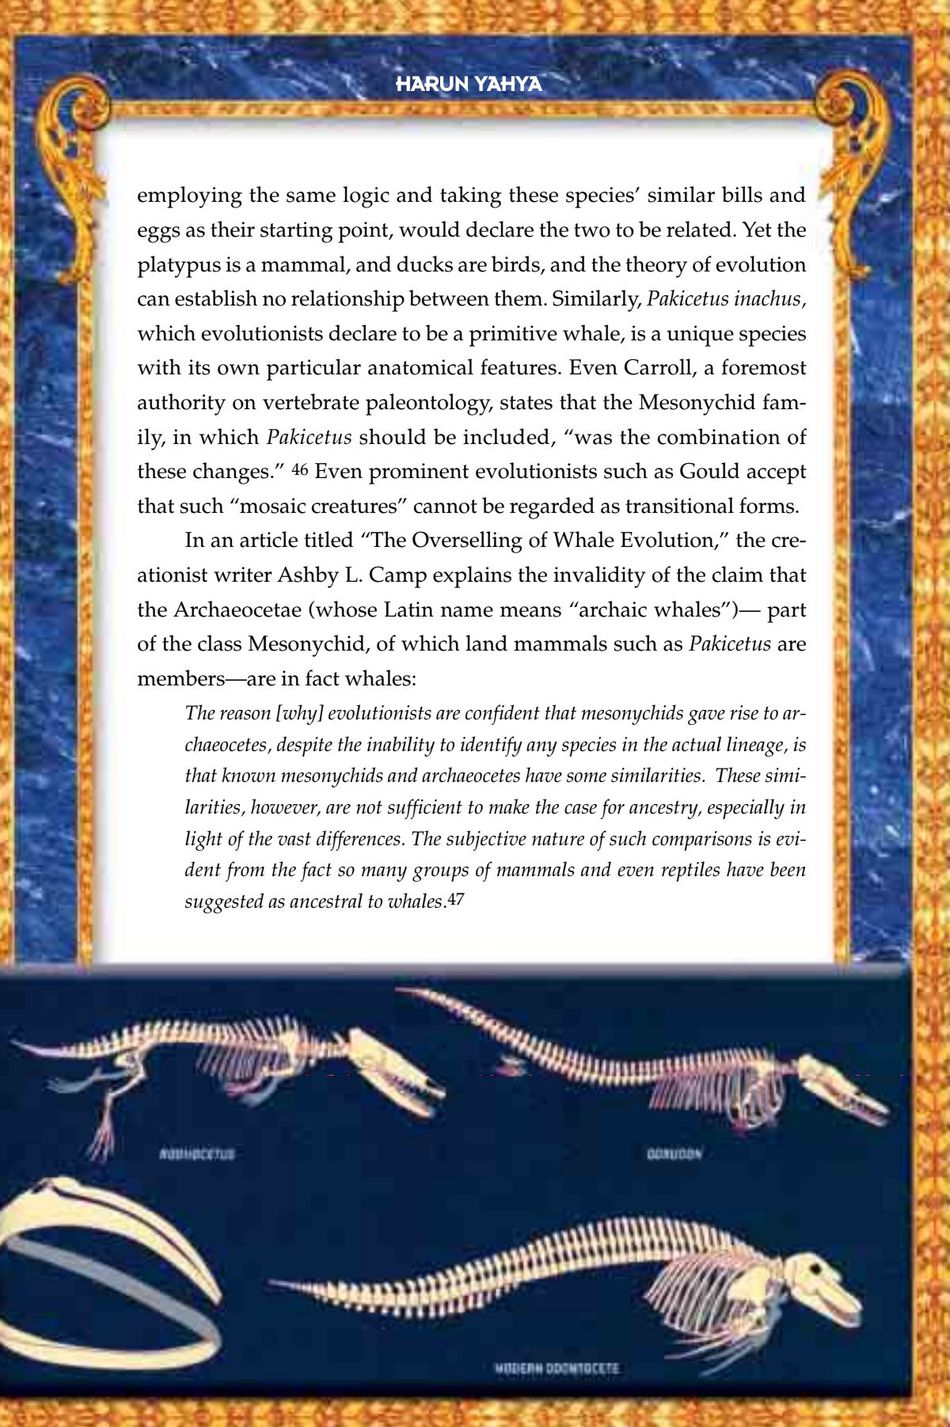 HARUN YAHYA
employing the same logic and taking these species’ similar bills and
eggs as their starting point, would declare the two to be related. Yet the
platypus is a mammal, and ducks are birds, and the theory of evolution
can establish no relationship between them. Similarly, Pakicetus inachus,
which evolutionists declare to be a primitive whale, is a unique species
with its own particular anatomical features. Even Carroll, a foremost
authority on vertebrate paleontology, states that the Mesonychid fam-
ily, in which Pakicetus should be included, “was the combination of
these changes.” 46 Even prominent evolutionists such as Gould accept
that such “mosaic creatures” cannot be regarded as transitional forms.
In an article titled “The Overselling of Whale Evolution,” the cre-
ationist writer Ashby L. Camp explains the invalidity of the claim that
the Archaeocetae (whose Latin name means “archaic whales”)— part
of the class Mesonychid, of which land mammals such as Pakicetus are
members—are in fact whales:
The reason [why] evolutionists are confident that mesonychids gave rise to ar-
chaeocetes, despite the inability to identify any species in the actual lineage, is
that known mesonychids and archaeocetes have some similarities. These simi-
larities, however, are not sufficient to make the case for ancestry, especially in
light of the vast differences. The subjective nature of such comparisons is evi-
dent from the fact so many groups of mammals and even reptiles have been
suggested as ancestral to whales.47
RODHOCETUS
DORUDON
MODERN ODONTOCETE